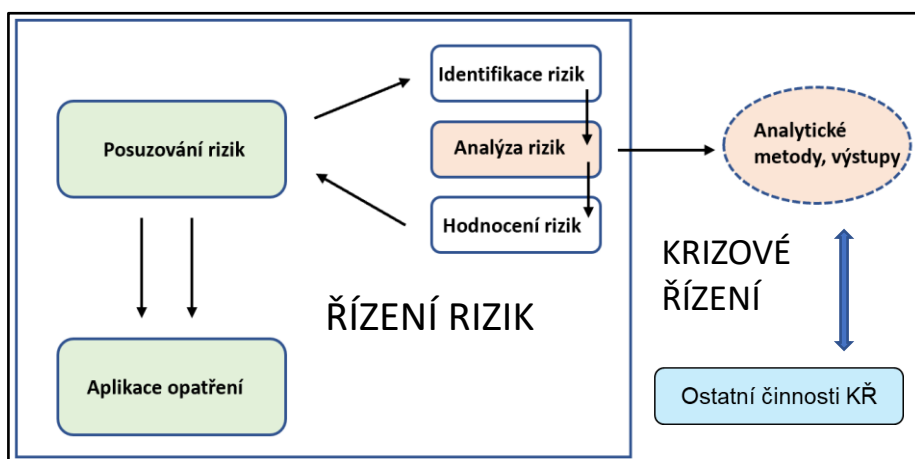 Identifikace rizik
Posuzování rizik
Analýza rizik
Hodnocení rizik
Analytické
metody, výstupy
KRIZOVÉ
ŘÍZENÍ
ŘÍZENÍ RIZIK
Aplikace opatření
Ostatní činnosti KŘ